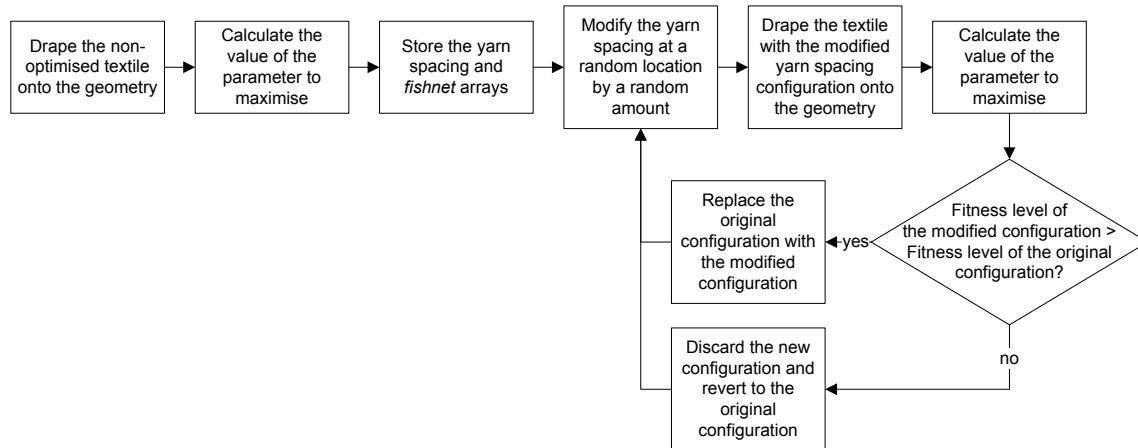 Drape the non-
optimised textile
onto the geometry
Calculate the
value of the
parameter to
maximise
Store the yarn
spacing and
fishnet arrays
Modify the yarn
spacing at a
random location
by a random
amount
Drape the textile
with the modified
yarn spacing
configuration onto
the geometry
Calculate the
value of the
parameter to
maximise
Fitness level of
the modified configuration >
Fitness level of the original
configuration?
yes
Replace the
original
configuration with
the modified
configuration
no
Discard the new
configuration and
revert to the
original
configuration